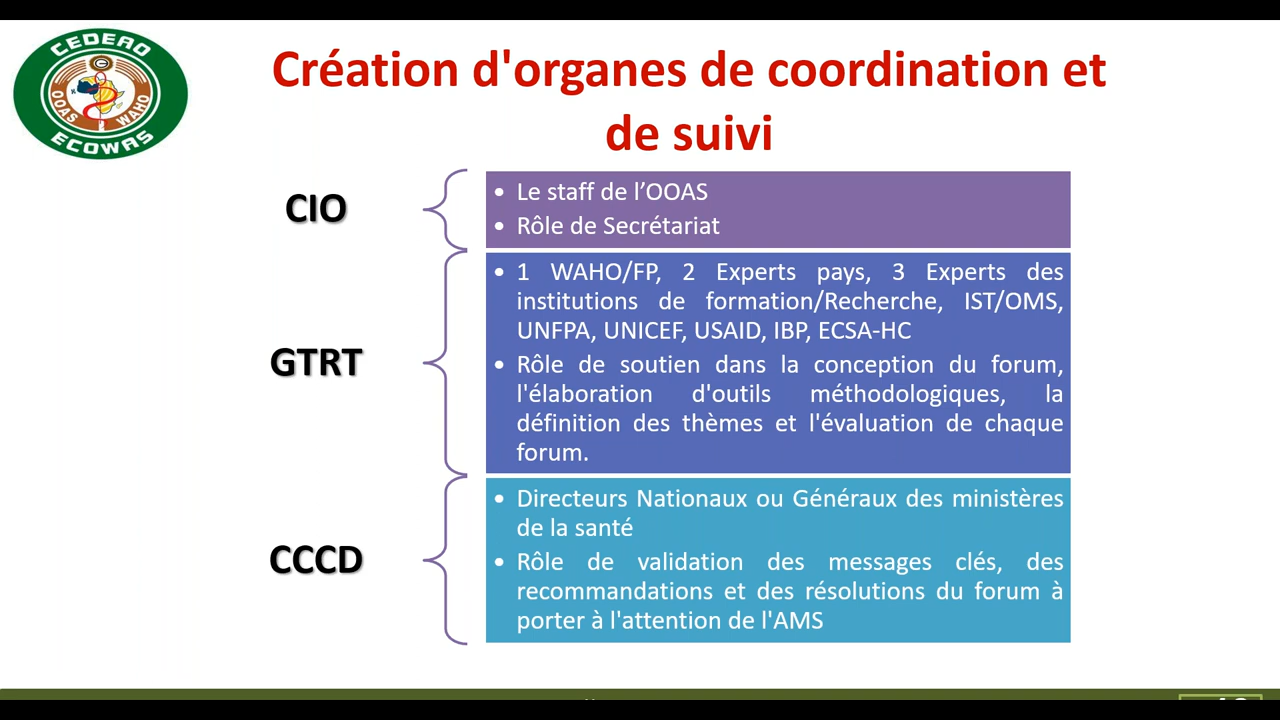 CEDEAO
OOAS WAHO
ECOWAS
Création d'organes de coordination et
de suivi
CIO
• Le staff de l’OOAS
• Rôle de Secrétariat
GTRT
• 1 WAHO/FP, 2 Experts pays, 3 Experts des
institutions de formation/Recherche, IST/OMS,
UNFPA, UNICEF, USAID, IBP, ECSA-HC
• Rôle de soutien dans la conception du forum,
l'élaboration d'outils méthodologiques, la
définition des thèmes et l'évaluation de chaque
forum.
CCCD
• Directeurs Nationaux ou Généraux des ministères
de la santé
• Rôle de validation des messages clés, des
recommandations et des résolutions du forum à
porter à l'attention de l'AMS